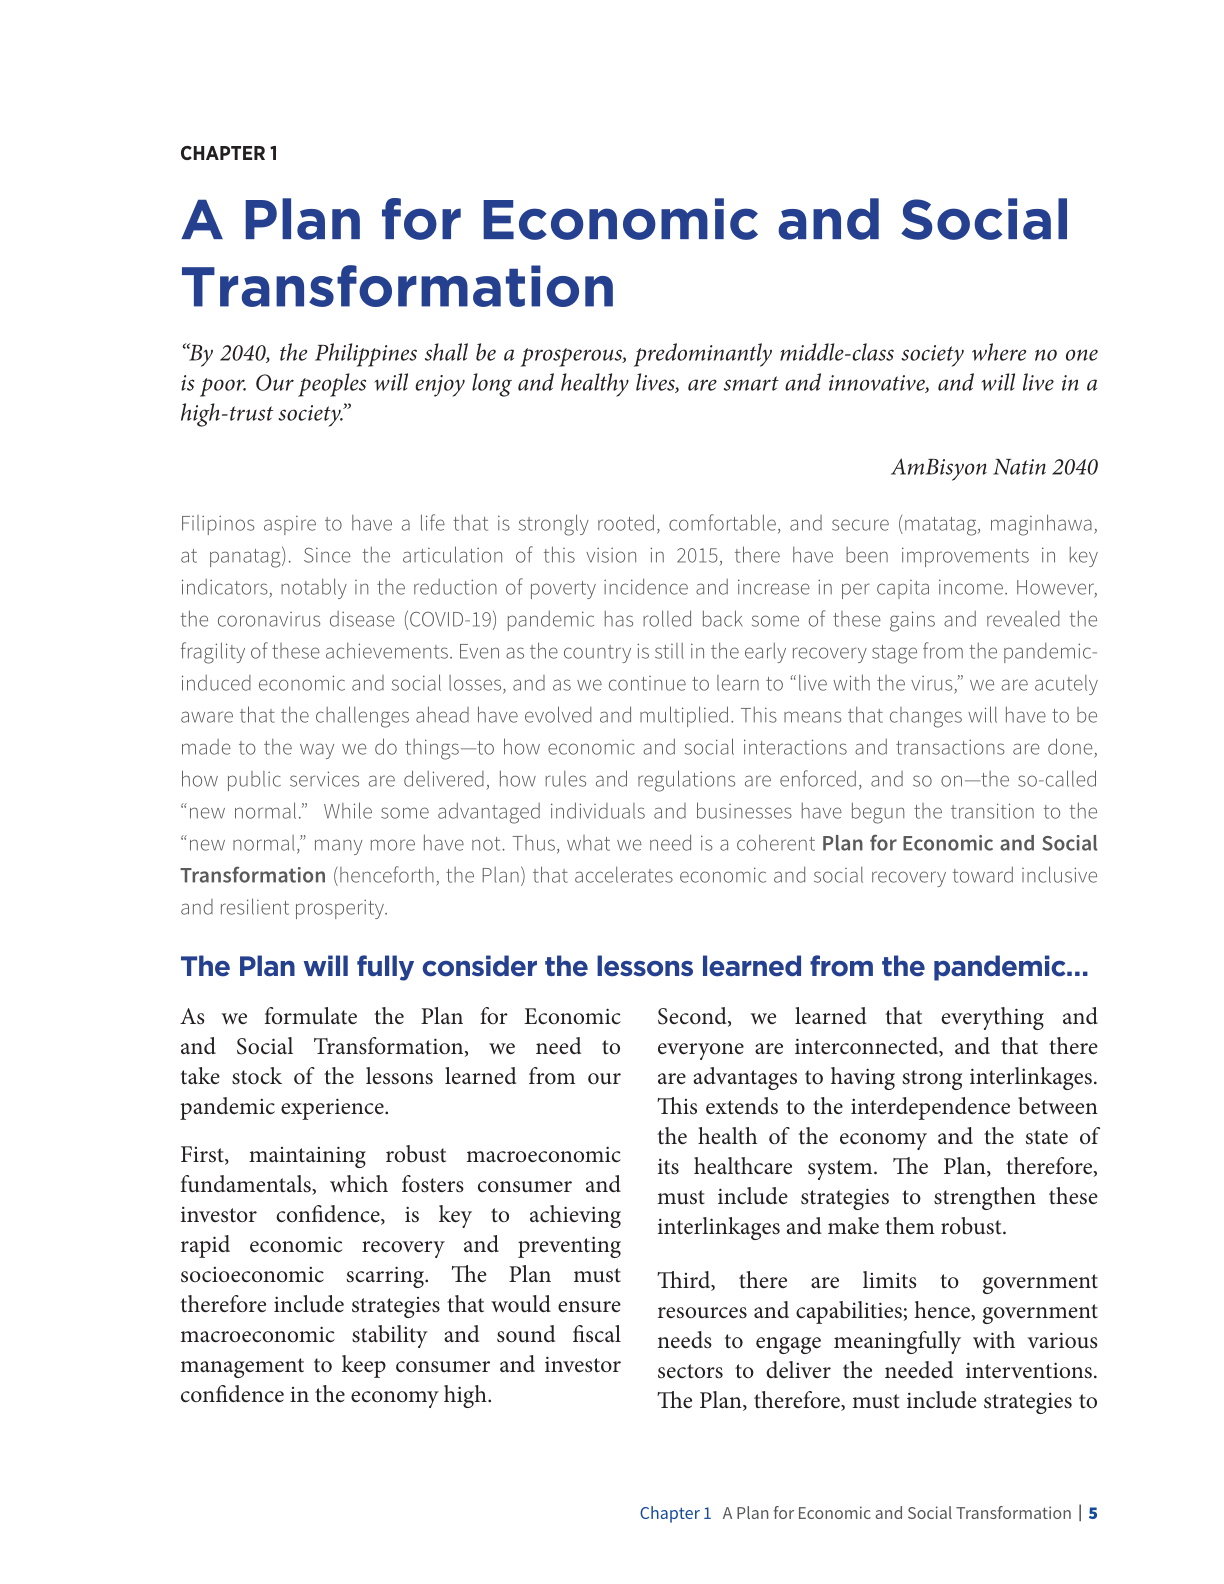 CHAPTER 1
A Plan for Economic and Social
Transformation
“By 2040, the Philippines shall be a prosperous, predominantly middle-class society where no one
is poor. Our peoples will enjoy long and healthy lives, are smart and innovative, and will live in a
high-trust society.”
AmBisyon Natin 2040
Filipinos aspire to have a life that is strongly rooted, comfortable, and secure (matatag, maginhawa,
at panatag). Since the articulation of this vision in 2015, there have been improvements in key
indicators, notably in the reduction of poverty incidence and increase in per capita income. However,
the coronavirus disease (COVID-19) pandemic has rolled back some of these gains and revealed the
fragility of these achievements. Even as the country is still in the early recovery stage from the pandemic-
induced economic and social losses, and as we continue to learn to “live with the virus,” we are acutely
aware that the challenges ahead have evolved and multiplied. This means that changes will have to be
made to the way we do things—to how economic and social interactions and transactions are done,
how public services are delivered, how rules and regulations are enforced, and so on—the so-called
“new normal.” While some advantaged individuals and businesses have begun the transition to the
“new normal,” many more have not. Thus, what we need is a coherent Plan for Economic and Social
Transformation (henceforth, the Plan) that accelerates economic and social recovery toward inclusive
and resilient prosperity.
The Plan will fully consider the lessons learned from the pandemic...
As we formulate the Plan for Economic
and Social Transformation, we need to
take stock of the lessons learned from our
pandemic experience.
First, maintaining robust macroeconomic
fundamentals, which fosters consumer and
investor confidence, is key to achieving
rapid economic recovery and preventing
socioeconomic scarring. The Plan must
therefore include strategies that would ensure
macroeconomic stability and sound fiscal
management to keep consumer and investor
confidence in the economy high.
Second, we learned that everything and
everyone are interconnected, and that there
are advantages to having strong interlinkages.
This extends to the interdependence between
the health of the economy and the state of
its healthcare system. The Plan, therefore,
must include strategies to strengthen these
interlinkages and make them robust.
Third, there are limits to government
resources and capabilities; hence, government
needs to engage meaningfully with various
sectors to deliver the needed interventions.
The Plan, therefore, must include strategies to
Chapter 1 A Plan for Economic and Social Transformation | 5